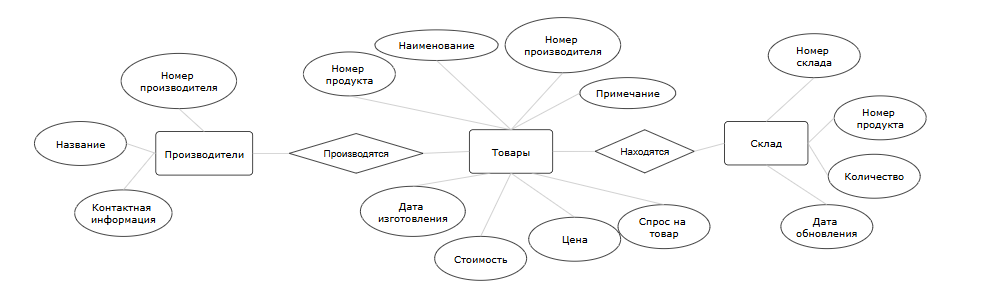 Номер
производителя
Название
Контактная
информация
Производители
Производятся
Номер
продукта
Наименование
Номер
производителя
Примечание
Товары
Дата
изготовления
Стоимость
Цена
Спрос на
товар
Находятся
Склад
Номер
склада
Номер
продукта
Количество
Дата
обновления